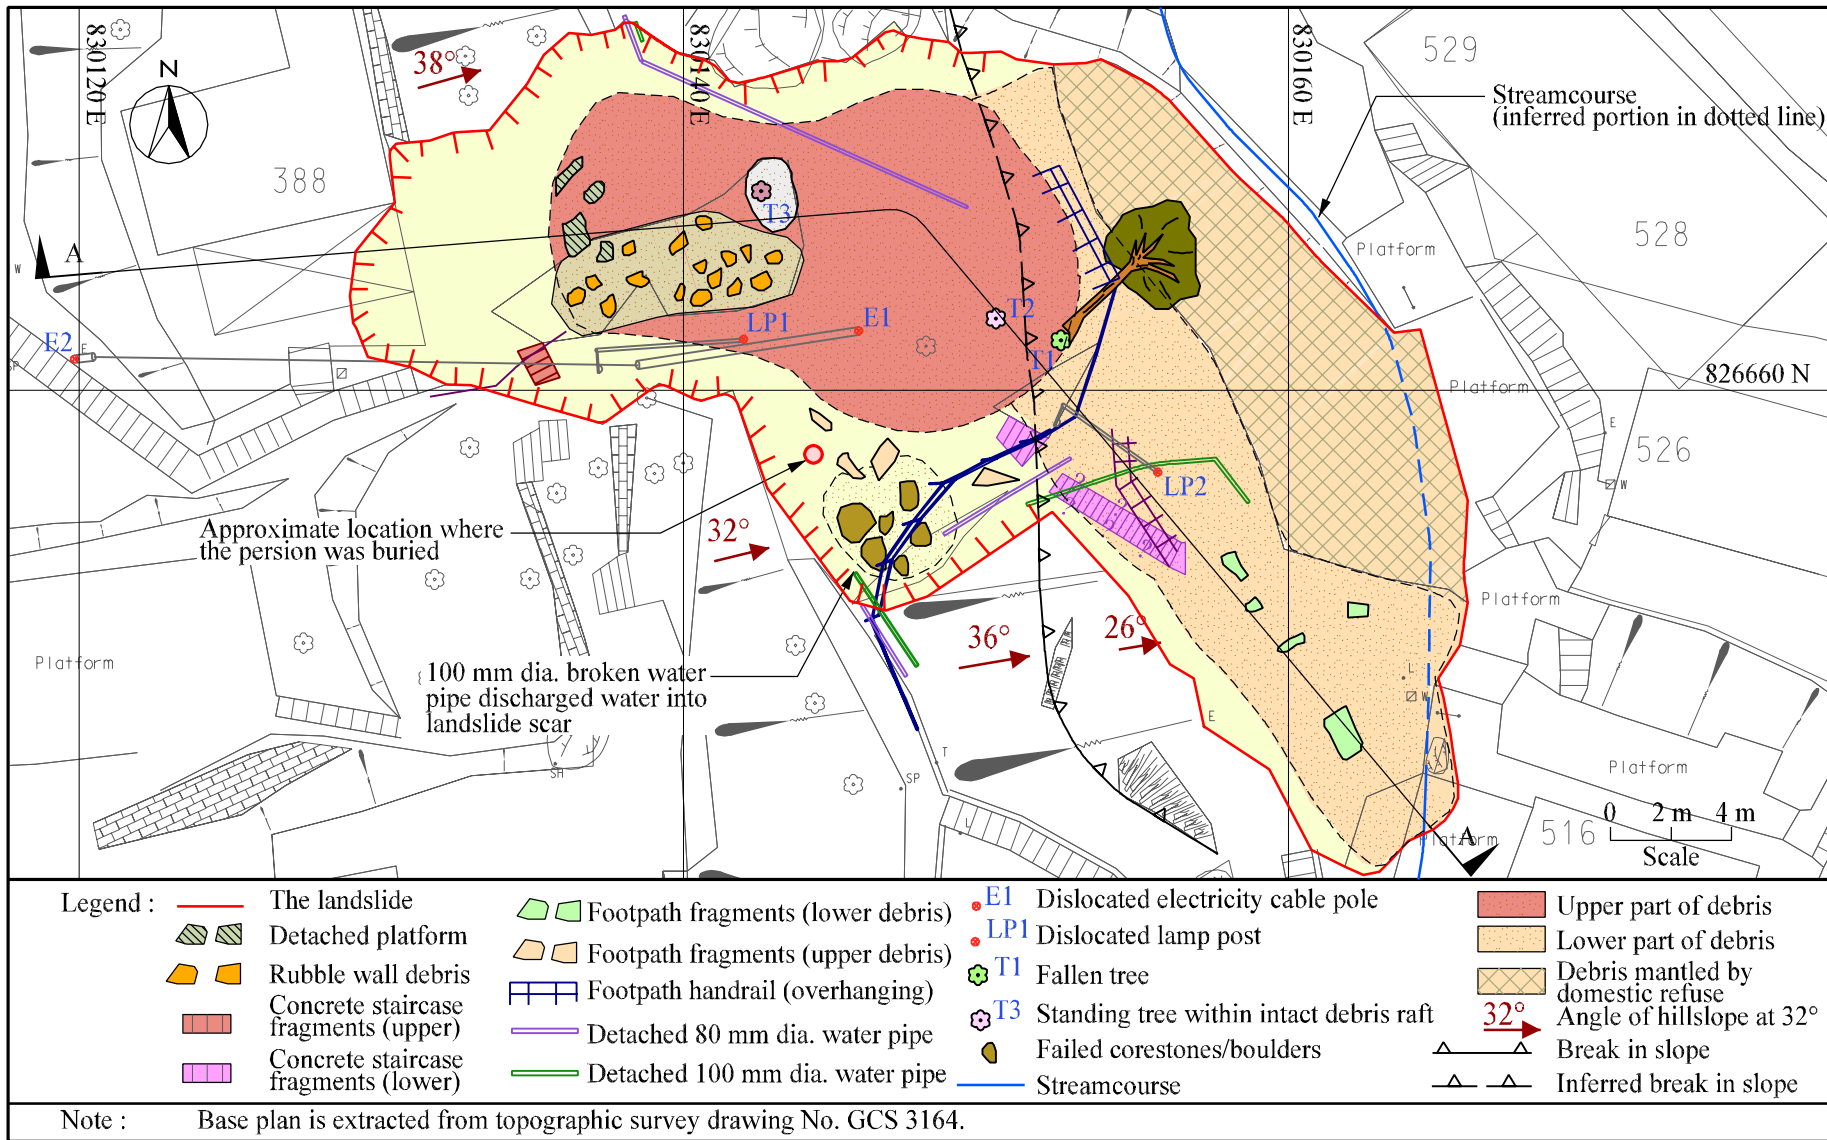 830120 E
830140 E
830160 E
N
38°
529
Streamcourse
(inferred portion in dotted line)
388
528
T3
A
Platform
W
E2
E
SP
LP1
E1
T2
T1
826660 N
Platform
E
526
W
LP2
Approximate location where
the persion was buried
32°
36°
26°
Platform
Platform
100 mm dia. broken water
pipe discharged water into
landslide scar
L
W
E
T
SH
SP
L
Platform
0 2 m 4 m
Scale
516
Platform
A
Legend :
The landslide
Detached platform
Rubble wall debris
Concrete staircase
fragments (upper)
Concrete staircase
fragments (lower)
Footpath fragments (lower debris)
Footpath fragments (upper debris)
Footpath handrail (overhanging)
Detached 80 mm dia. water pipe
Detached 100 mm dia. water pipe
E1 Dislocated electricity cable pole
LP1 Dislocated lamp post
T1 Fallen tree
T3 Standing tree within intact debris raft
Failed corestones/boulders
Streamcourse
Upper part of debris
Lower part of debris
Debris mantled by
domestic refuse
32° Angle of hillslope at 32°
Break in slope
Inferred break in slope
Note : Base plan is extracted from topographic survey drawing No. GCS 3164.